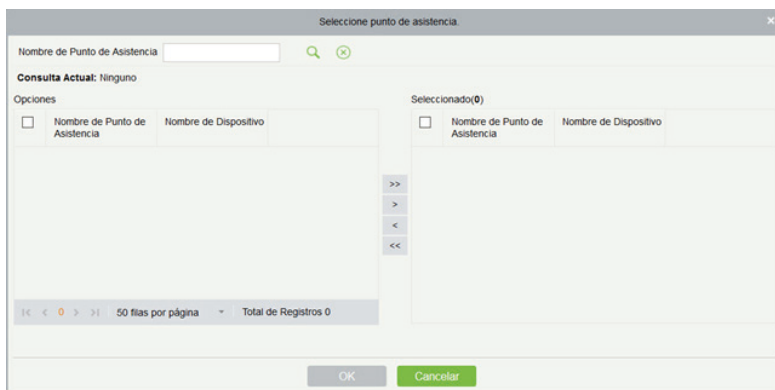 Seleccione punto de asistencia.
×
Nombre de Punto de Asistencia
Consulta Actual: Ninguno
Opciones
Seleccionado(0)
Nombre de Punto de Asistencia
Nombre de Dispositivo
Nombre de Punto de Asistencia
Nombre de Dispositivo
>>
>
<
<<
|< < 0 > >| 50 filas por página Total de Registros 0
OK
Cancelar